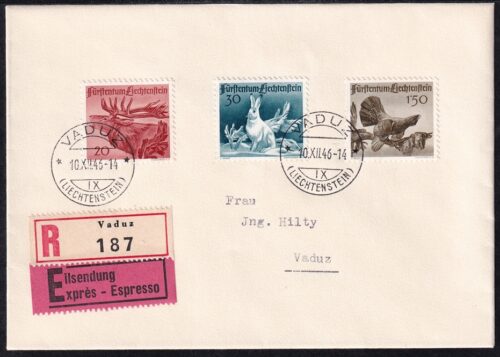 Fürstentum Liechtenstein
20
Fürstentum Liechtenstein
30
Fürstentum Liechtenstein
1.50
VADUZ
10.XII.46-14
IX
(LIECHTENSTEIN)
VADUZ
10.XII.46-14
IX
(LIECHTENSTEIN)
R
Vaduz
187
Eilsendung
Exprès - Espresso
Frau
Jng. Hilty
Vaduz